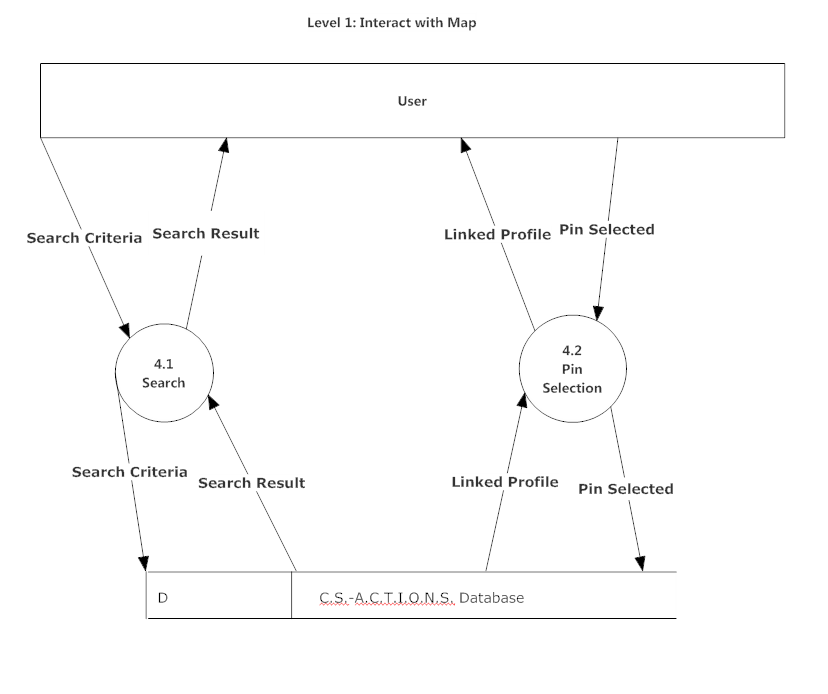 Level 1: Interact with Map
User
Search Criteria
Search Result
Linked Profile
Pin Selected
4.1
Search
4.2
Pin
Selection
Search Criteria
Search Result
Linked Profile
Pin Selected
D
C.S.-A.C.T.I.O.N.S. Database